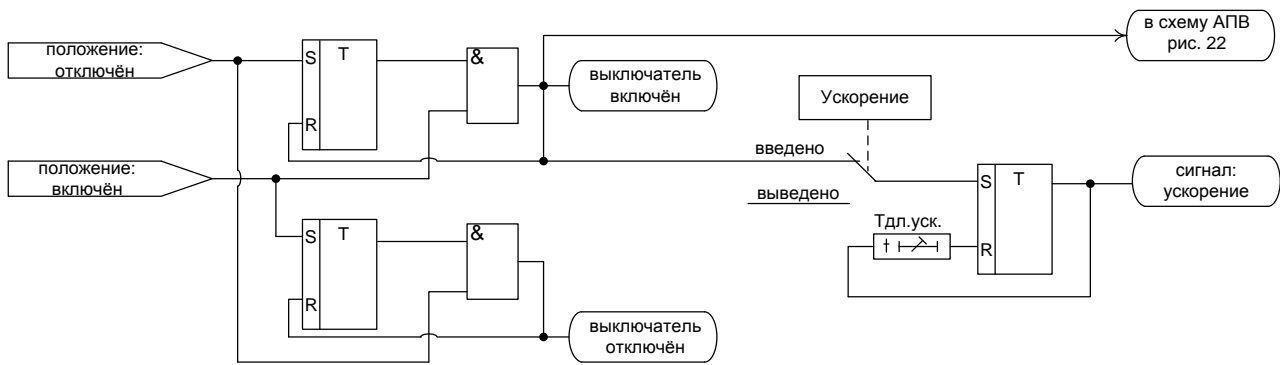 положение:
отключён
S
T
R
&
выключатель
включён
в схему АПВ
рис. 22
Ускорение
положение:
включён
введено
выведено
S
T
R
Тдл.уск.
сигнал:
ускорение
S
T
R
&
выключатель
отключён